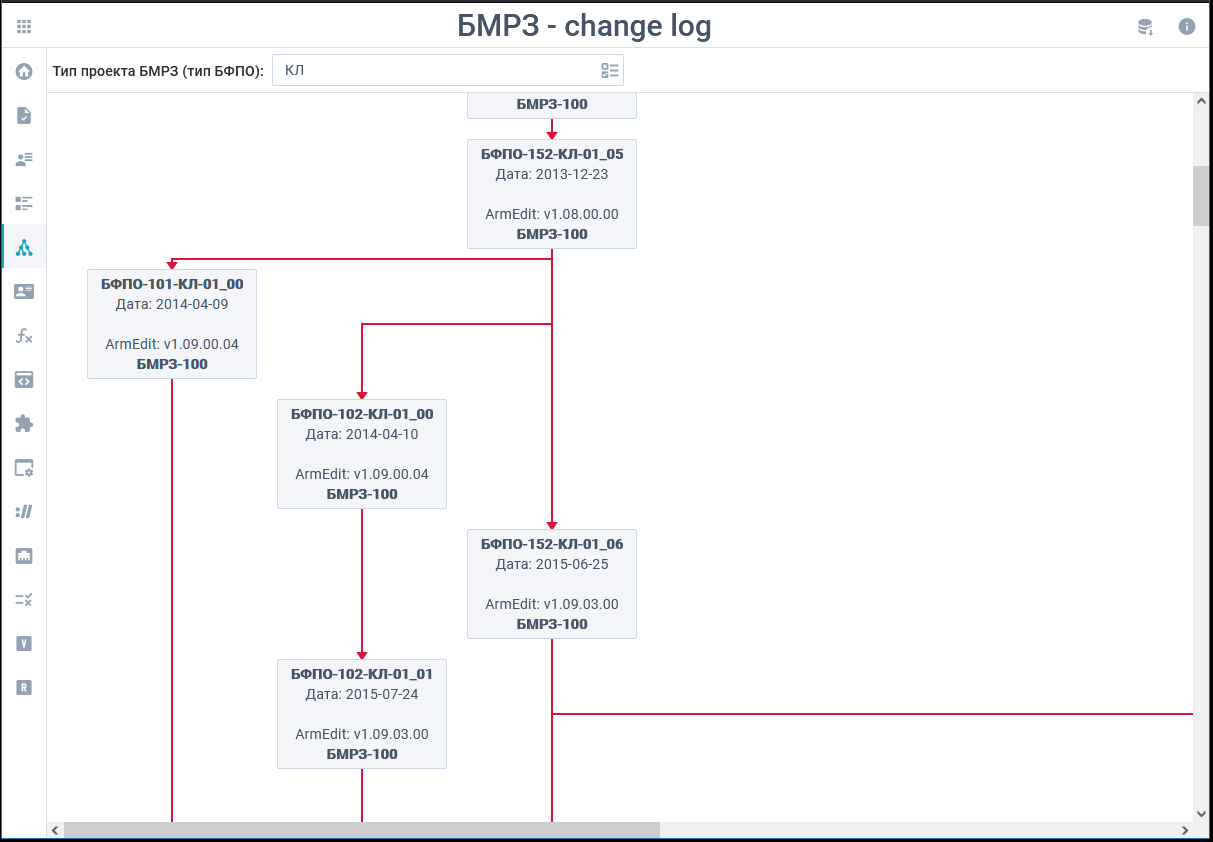 БМРЗ - change log
Тип проекта БМРЗ (тип БФПО):
КЛ
БМРЗ-100
БФПО-152-КЛ-01_05
Дата: 2013-12-23
ArmEdit: v1.08.00.00
БМРЗ-100
БФПО-101-КЛ-01_00
Дата: 2014-04-09
ArmEdit: v1.09.00.04
БМРЗ-100
БФПО-102-КЛ-01_00
Дата: 2014-04-10
ArmEdit: v1.09.00.04
БМРЗ-100
БФПО-152-КЛ-01_06
Дата: 2015-06-25
ArmEdit: v1.09.03.00
БМРЗ-100
БФПО-102-КЛ-01_01
Дата: 2015-07-24
ArmEdit: v1.09.03.00
БМРЗ-100
V
R